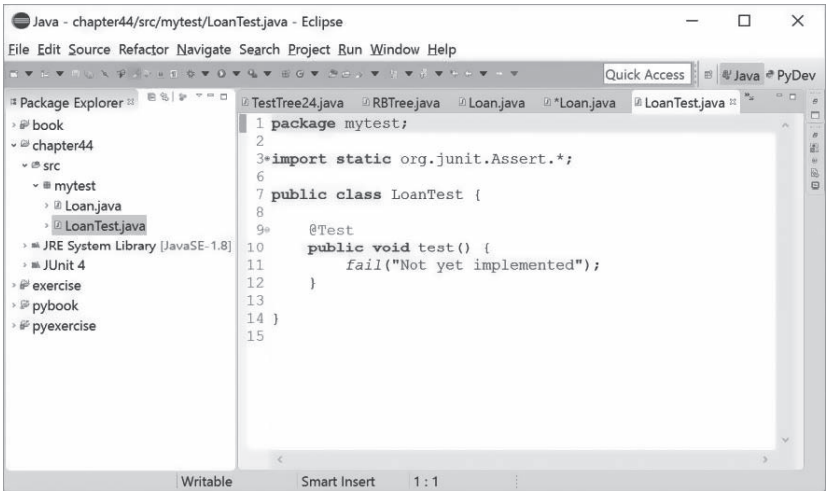 Java - chapter44/src/mytest/LoanTest.java - Eclipse
File Edit Source Refactor Navigate Search Project Run Window Help
Quick Access
Java
PyDev
Package Explorer
book
chapter44
src
mytest
Loan.java
LoanTest.java
JRE System Library [JavaSE-1.8]
JUnit 4
exercise
pybook
pyexercise
TestTree24.java RBTree.java Loan.java *Loan.java LoanTest.java
1 package mytest;
2
3 import static org.junit.Assert.*;
6
7 public class LoanTest {
8
9 @Test
10 public void test() {
11 fail("Not yet implemented");
12 }
13
14 }
15
Writable Smart Insert 1 : 1